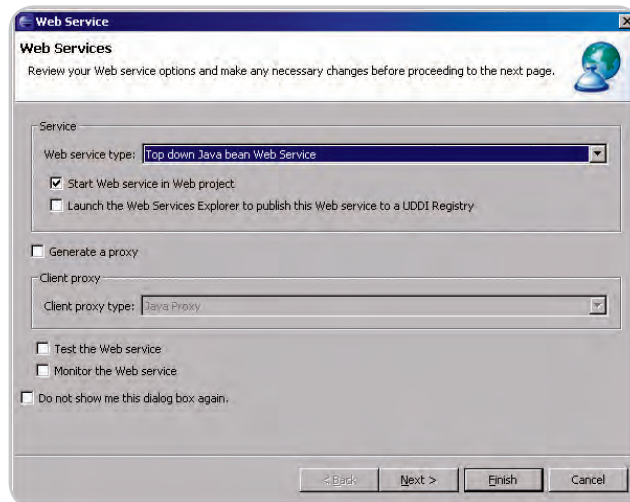 Web Service
Web Services
Review your Web service options and make any necessary changes before proceeding to the next page.
Service
Web service type: Top down Java bean Web Service
Start Web service in Web project
Launch the Web Services Explorer to publish this Web service to a UDDI Registry
Generate a proxy
Client proxy
Client proxy type: Java Proxy
Test the Web service
Monitor the Web service
Do not show me this dialog box again.
< Back Next > Finish Cancel